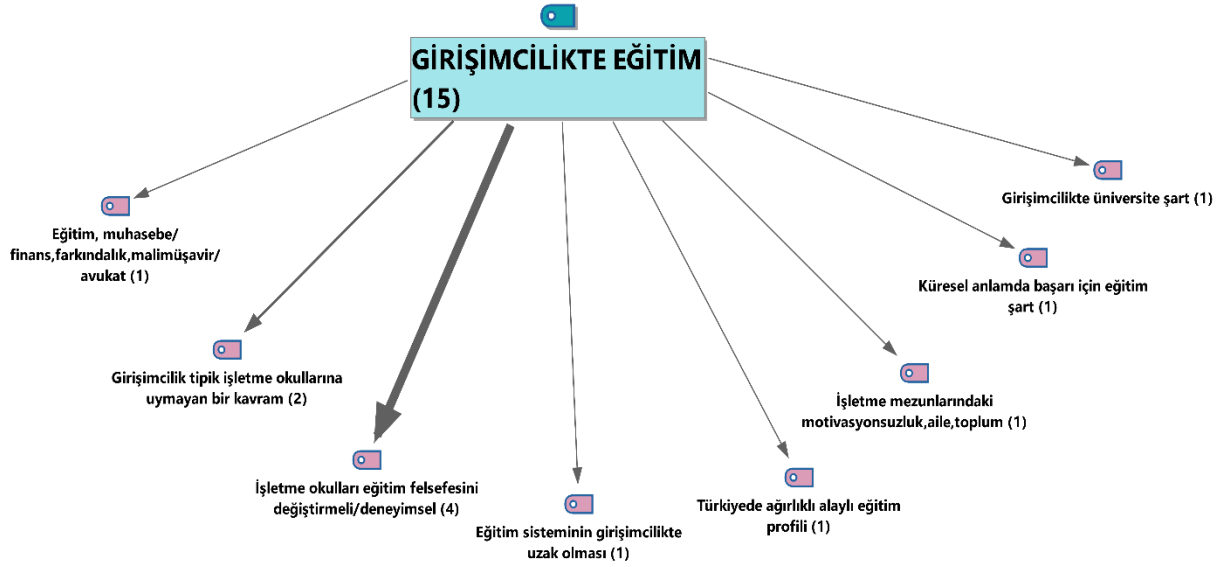 GİRİŞİMCİLİKTE EĞİTİM
(15)
Girişimcilikte üniversite şart (1)
Eğitim, muhasebe/
finans,farkındalık,malimüşavir/
avukat (1)
Küresel anlamda başarı için eğitim
şart (1)
Girişimcilik tipik işletme okullarına
uymayan bir kavram (2)
İşletme mezunlarındaki
motivasyonsuzluk,aile,toplum (1)
İşletme okulları eğitim felsefesini
değiştirmeli/deneyimsel (4)
Türkiyede ağırlıklı alaylı eğitim
profili (1)
Eğitim sisteminin girişimcilikte
uzak olması (1)